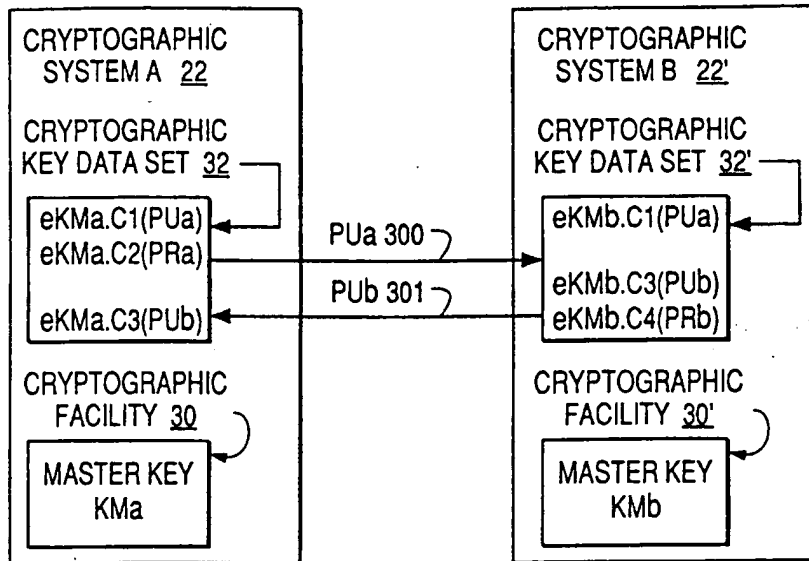 CRYPTOGRAPHIC
SYSTEM A 22
CRYPTOGRAPHIC
KEY DATA SET 32
eKMa.C1(PUa)
eKMa.C2(PRa)
eKMa.C3(PUb)
CRYPTOGRAPHIC
FACILITY 30
MASTER KEY
KMa
PUa 300
PUb 301
CRYPTOGRAPHIC
SYSTEM B 22'
CRYPTOGRAPHIC
KEY DATA SET 32'
eKMb.C1(PUa)
eKMb.C3(PUb)
eKMb.C4(PRb)
CRYPTOGRAPHIC
FACILITY 30'
MASTER KEY
KMb